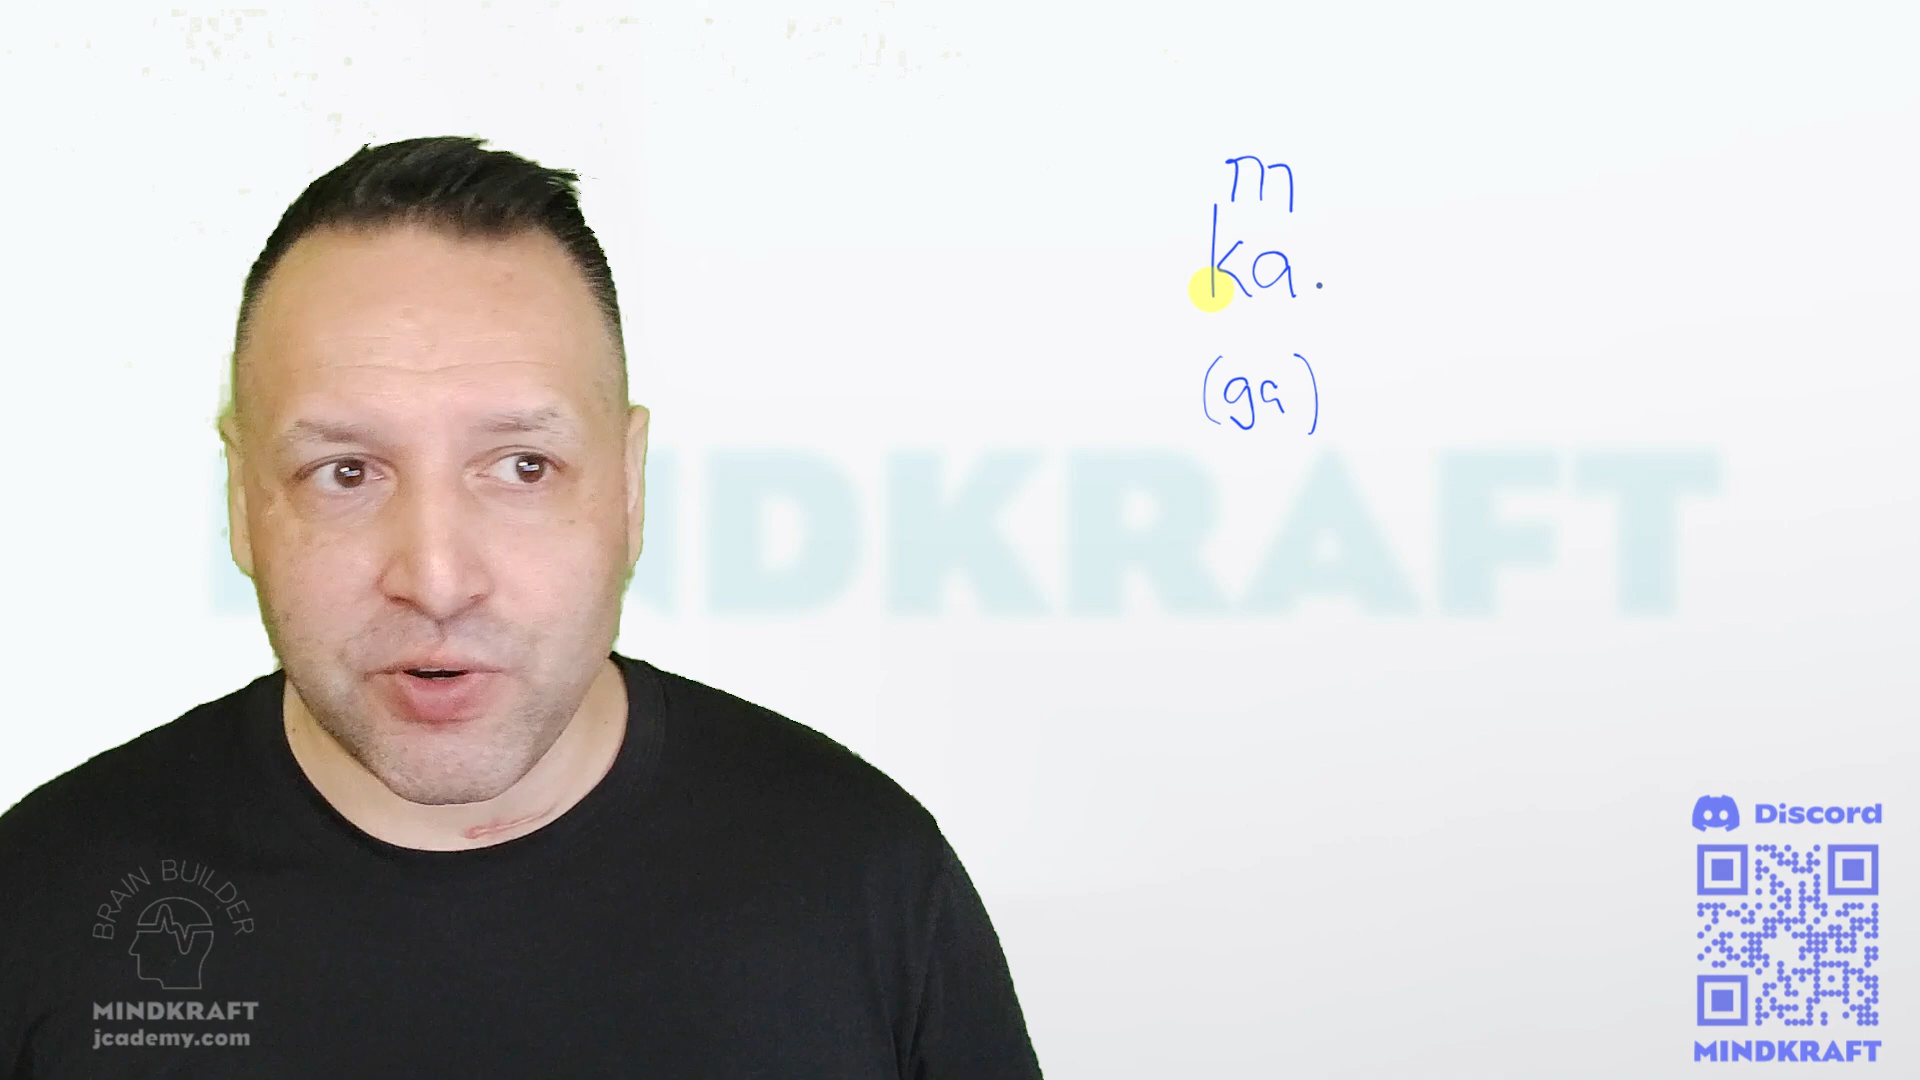 m
ka.
(ga)
MINDKRAFT
BRAIN BUILDER
MINDKRAFT
jcademy.com
Discord
MINDKRAFT